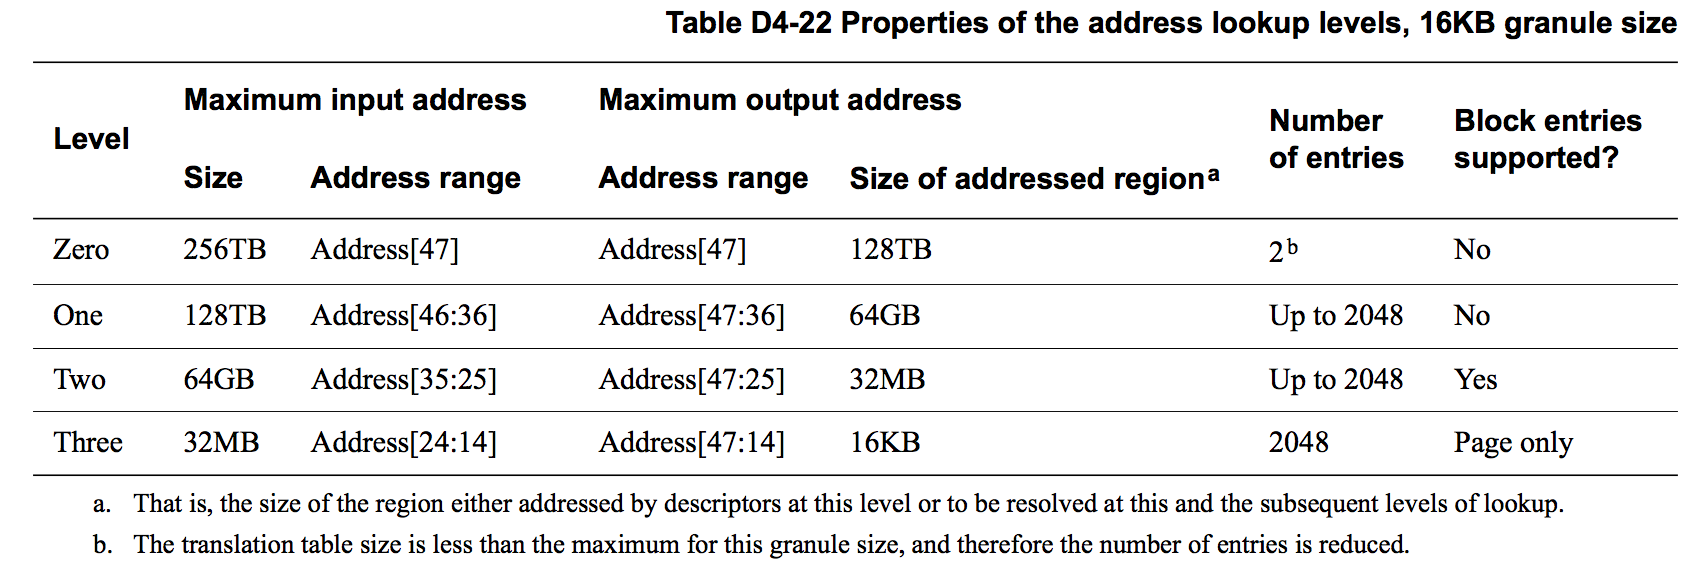 Table D4-22 Properties of the address lookup levels, 16KB granule size
Level Maximum input address Maximum output address Number of entries Block entries supported?
Size Address range Address range Size of addressed region a
Zero 256TB Address[47] Address[47] 128TB 2 b No
One 128TB Address[46:36] Address[47:36] 64GB Up to 2048 No
Two 64GB Address[35:25] Address[47:25] 32MB Up to 2048 Yes
Three 32MB Address[24:14] Address[47:14] 16KB 2048 Page only
a. That is, the size of the region either addressed by descriptors at this level or to be resolved at this and the subsequent levels of lookup.
b. The translation table size is less than the maximum for this granule size, and therefore the number of entries is reduced.